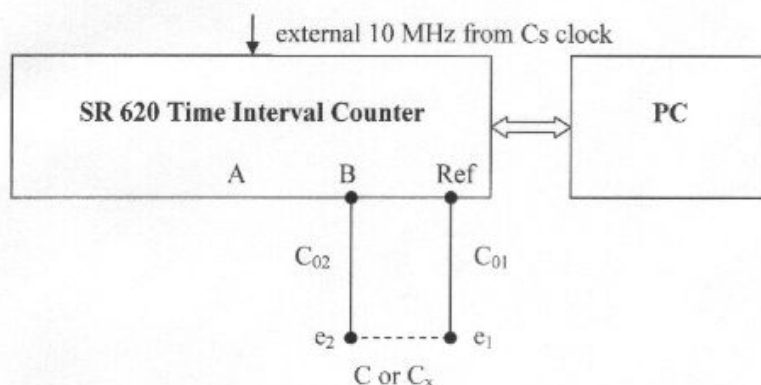 external 10 MHz from Cs clock
SR 620 Time Interval Counter
PC
A B Ref
C02 C01
e2 e1
C or Cx